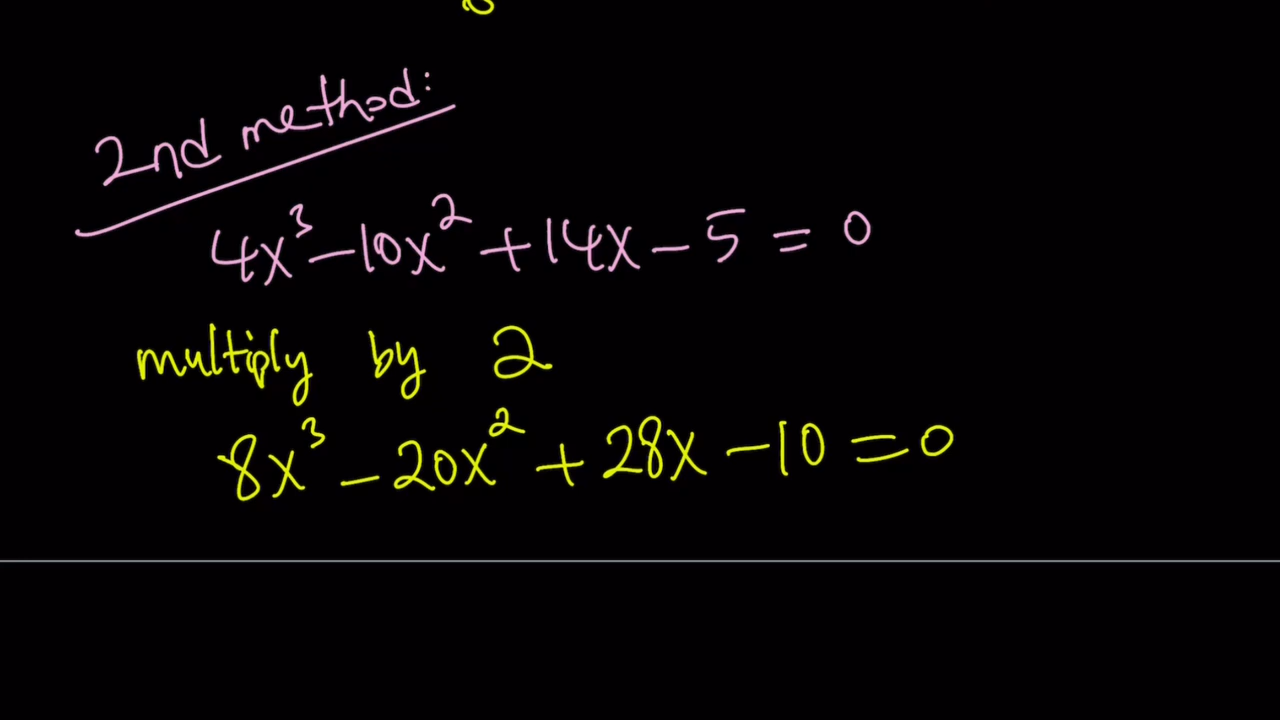 2nd method:
4x³ - 10x² + 14x - 5 = 0
multiply by 2
8x³ - 20x² + 28x - 10 = 0